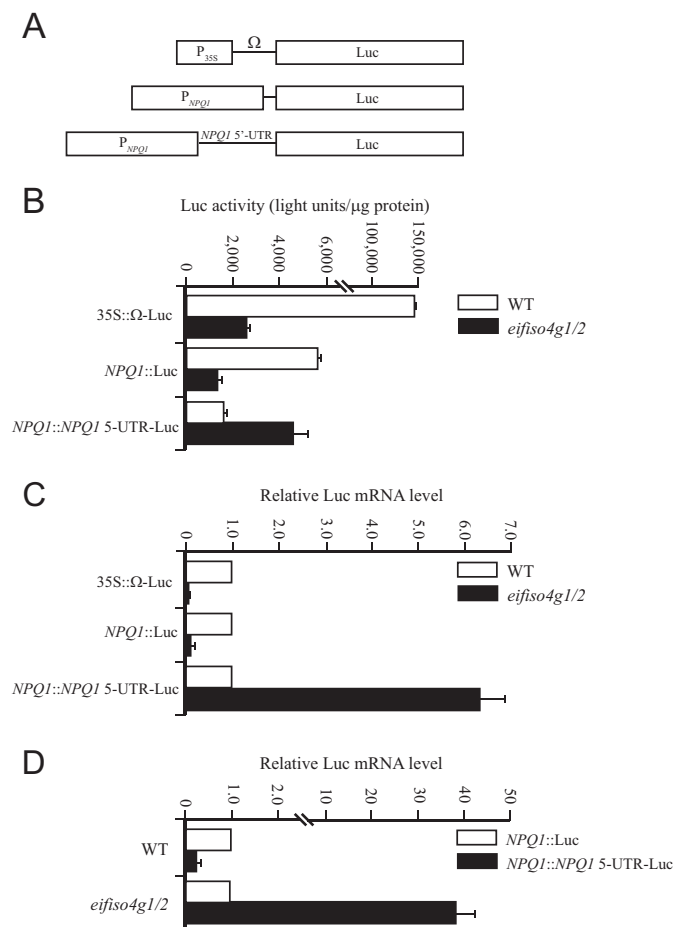 A
P35S Ω Luc
PNPQ1 Luc
PNPQ1 NPQ1 5'-UTR Luc
B
Luc activity (light units/μg protein)
0 2,000 4,000 6,000 100,000 150,000
35S::Ω-Luc
NPQ1::Luc
NPQ1::NPQ1 5-UTR-Luc
WT
eifiso4g1/2
C
Relative Luc mRNA level
0 1.0 2.0 3.0 4.0 5.0 6.0 7.0
35S::Ω-Luc
NPQ1::Luc
NPQ1::NPQ1 5-UTR-Luc
WT
eifiso4g1/2
D
Relative Luc mRNA level
0 1.0 2.0 10 20 30 40 50
WT
eifiso4g1/2
NPQ1::Luc
NPQ1::NPQ1 5-UTR-Luc